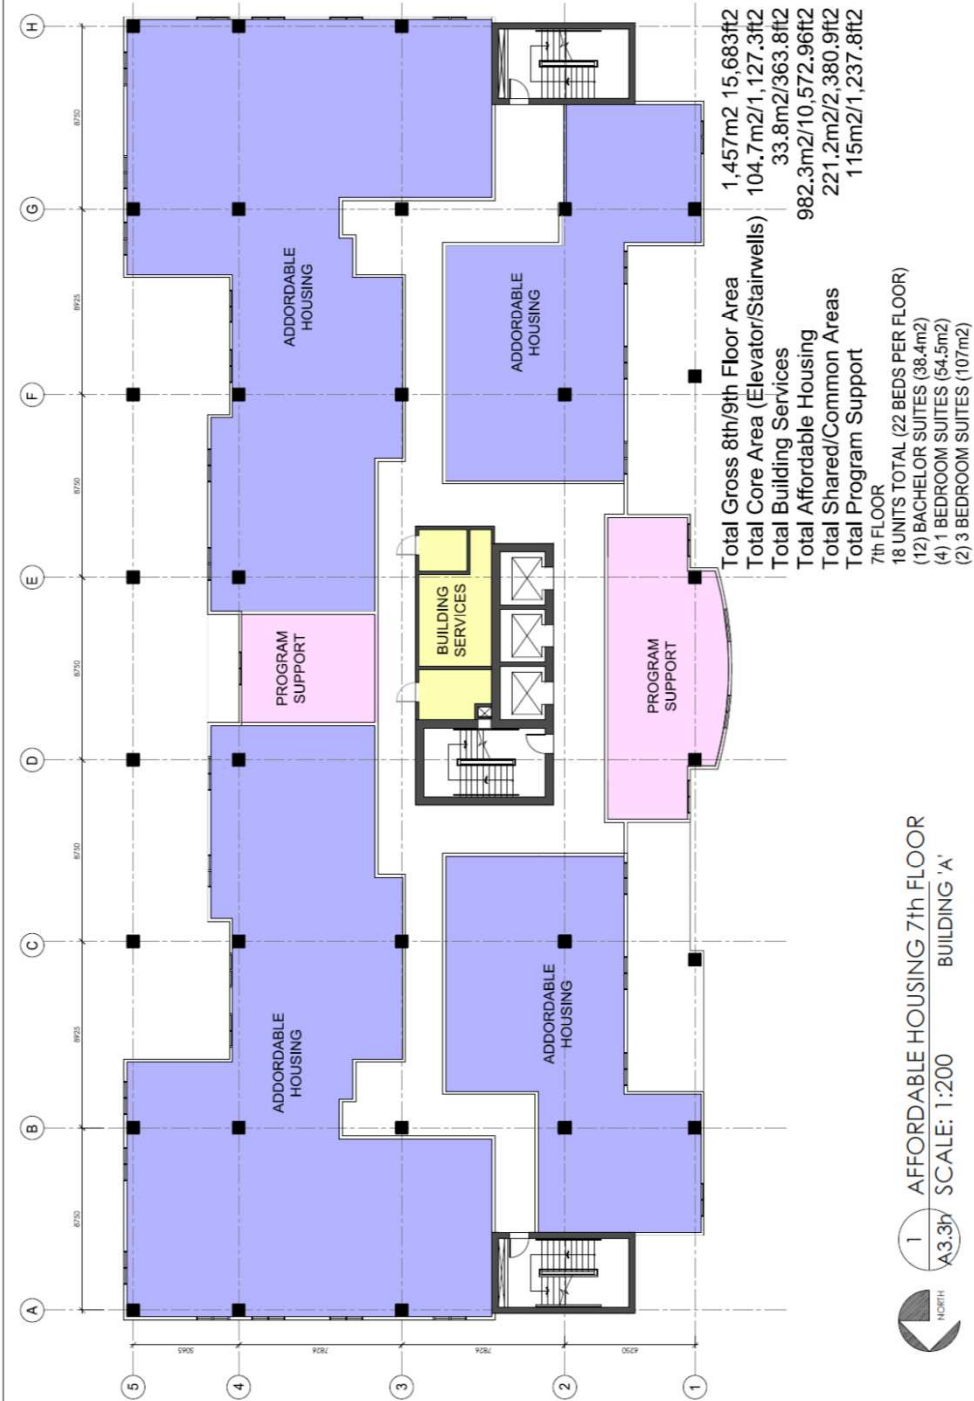 H
G
F
E
D
C
B
A
8750
8925
8750
8750
8750
8925
8750
5065
7826
7826
6250
5
4
3
2
1
ADDORDABLE
HOUSING
ADDORDABLE
HOUSING
PROGRAM
SUPPORT
BUILDING
SERVICES
PROGRAM
SUPPORT
ADDORDABLE
HOUSING
ADDORDABLE
HOUSING
Total Gross 8th/9th Floor Area 1,457m2 15,683ft2
Total Core Area (Elevator/Stairwells) 104.7m2/1,127.3ft2
Total Building Services 33.8m2/363.8ft2
Total Affordable Housing 982.3m2/10,572.96ft2
Total Shared/Common Areas 221.2m2/2,380.9ft2
Total Program Support 115m2/1,237.8ft2
7th FLOOR
18 UNITS TOTAL (22 BEDS PER FLOOR)
(12) BACHELOR SUITES (38.4m2)
(4) 1 BEDROOM SUITES (54.5m2)
(2) 3 BEDROOM SUITES (107m2)
NORTH
1
A3.3h
AFFORDABLE HOUSING 7th FLOOR
SCALE: 1:200 BUILDING 'A'